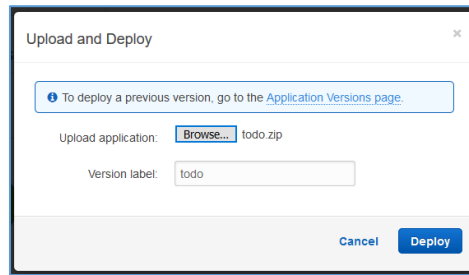 Upload and Deploy ×
To deploy a previous version, go to the Application Versions page.
Upload application: Browse... todo.zip
Version label: todo
Cancel Deploy